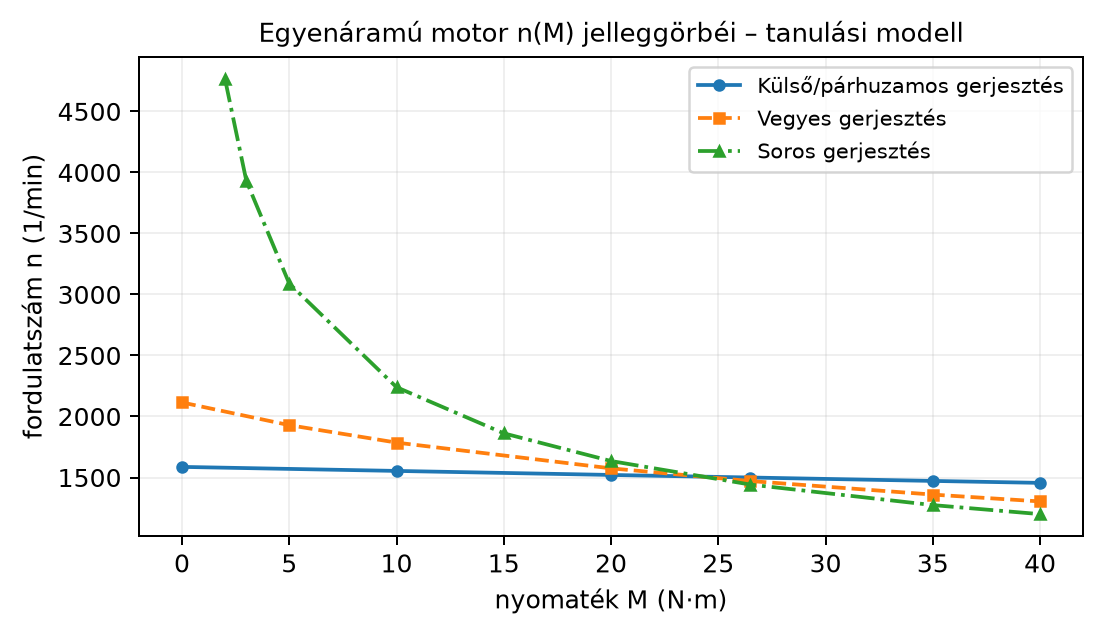 Egyenáramú motor n(M) jelleggörbéi – tanulási modell
Külső/párhuzamos gerjesztés
Vegyes gerjesztés
Soros gerjesztés
fordulatszám n (1/min)
4500
4000
3500
3000
2500
2000
1500
0 5 10 15 20 25 30 35 40
nyomaték M (N·m)